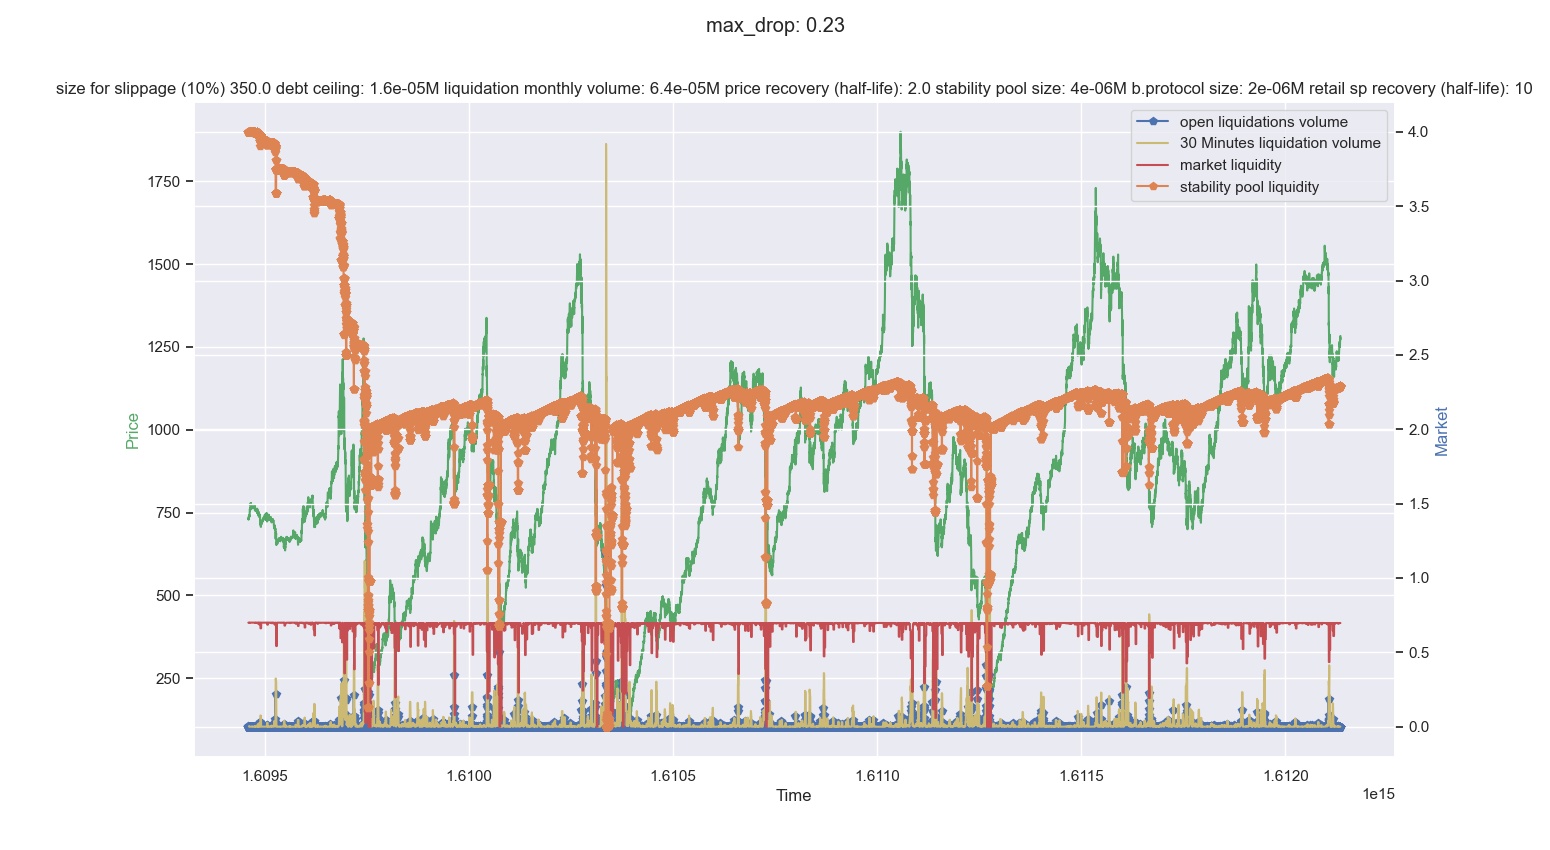 max_drop: 0.23
size for slippage (10%) 350.0 debt ceiling: 1.6e-05M liquidation monthly volume: 6.4e-05M price recovery (half-life): 2.0 stability pool size: 4e-06M b.protocol size: 2e-06M retail sp recovery (half-life): 10
open liquidations volume
30 Minutes liquidation volume
market liquidity
stability pool liquidity
1750
1500
1250
1000
750
500
250
Price
4.0
3.5
3.0
2.5
2.0
1.5
1.0
0.5
0.0
Market
1.6095 1.6100 1.6105 1.6110 1.6115 1.6120
1e15
Time